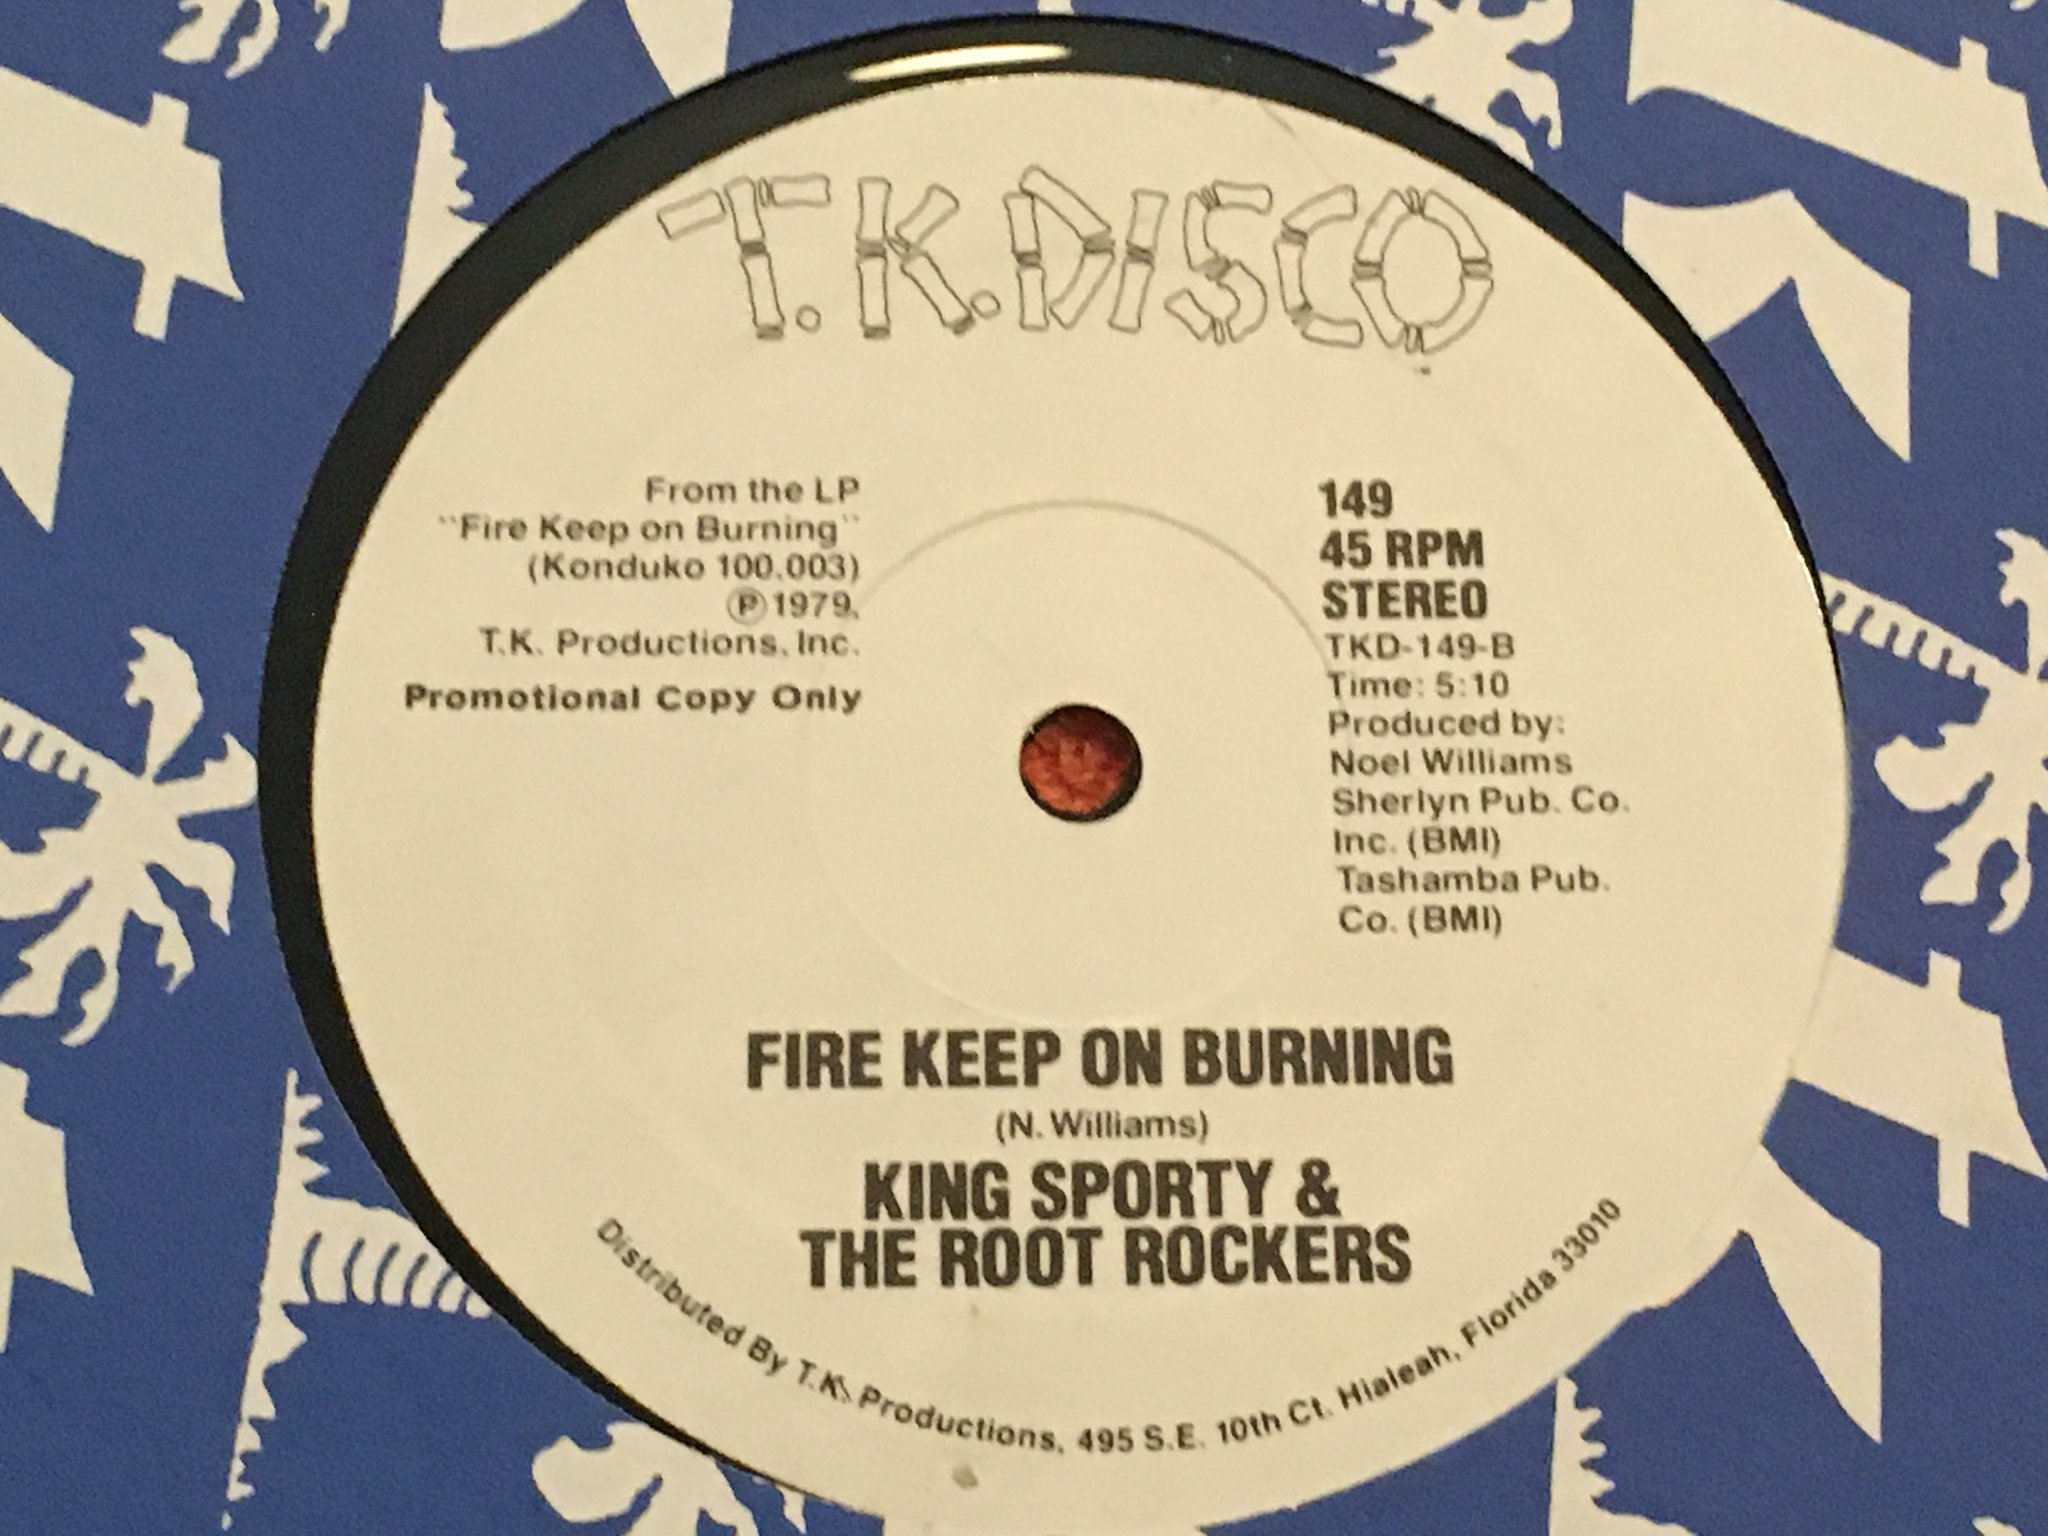 T.K.DISCO
From the LP
"Fire Keep on Burning"
(Konduko 100.003)
Ⓟ1979,
T.K. Productions, Inc.
Promotional Copy Only
149
45 RPM
STEREO
TKD-149-B
Time: 5:10
Produced by:
Noel Williams
Sherlyn Pub. Co.
Inc. (BMI)
Tashamba Pub.
Co. (BMI)
FIRE KEEP ON BURNING
(N. Williams)
KING SPORTY &
THE ROOT ROCKERS
Distributed By T.K. Productions, 495 S.E. 10th Ct. Hialeah, Florida 33010